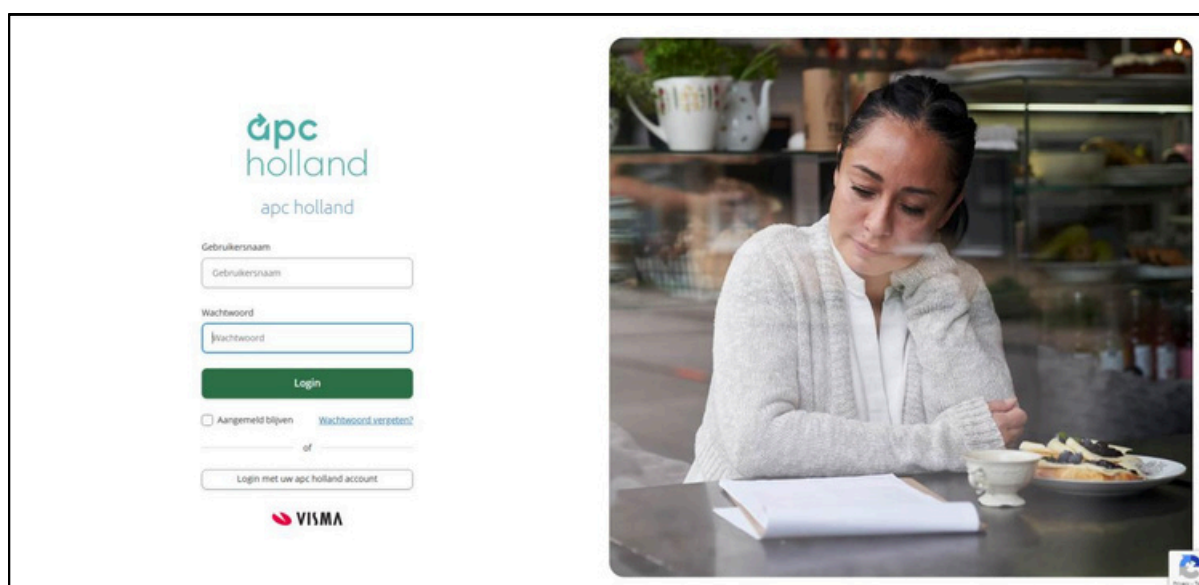 apc
holland
apc holland
Gebruikersnaam
Gebruikersnaam
Wachtwoord
Wachtwoord
Login
Aangemeld blijven Wachtwoord vergeten?
of
Login met uw apc holland account
VISMA